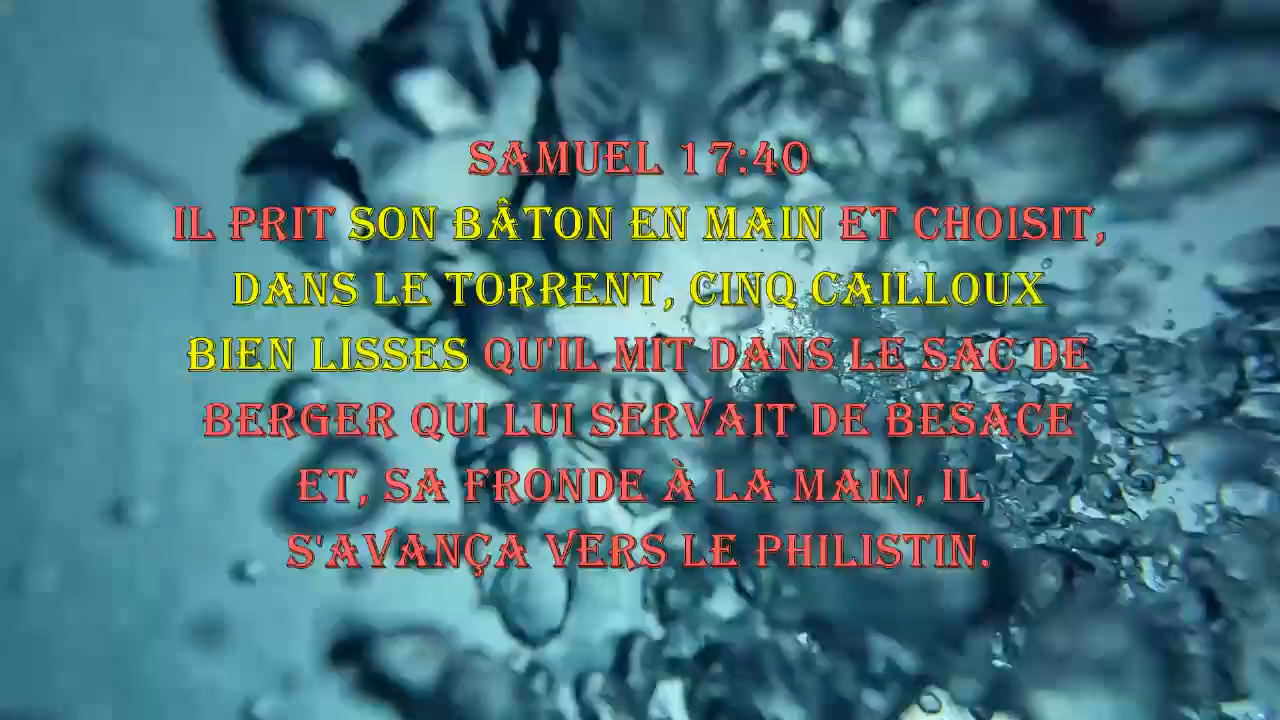 SAMUEL 17:40
IL PRIT SON BÂTON EN MAIN ET CHOISIT,
DANS LE TORRENT, CINQ CAILLOUX
BIEN LISSES QU'IL MIT DANS LE SAC DE
BERGER QUI LUI SERVAIT DE BESACE
ET, SA FRONDE À LA MAIN, IL
S'AVANÇA VERS LE PHILISTIN.